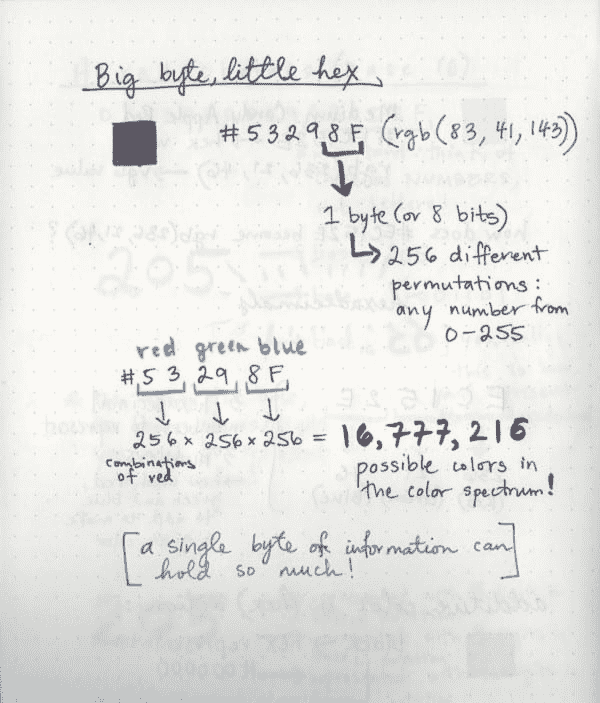 Big byte, little hex
#53298F (rgb(83, 41, 143))
1 byte (or 8 bits)
256 different
permutations:
any number from
0-255
red green blue
#53 29 8F
256 x 256 x 256 = 16,777,216
combinations
of red
possible colors in
the color spectrum!
[a single byte of information can
hold so much!]